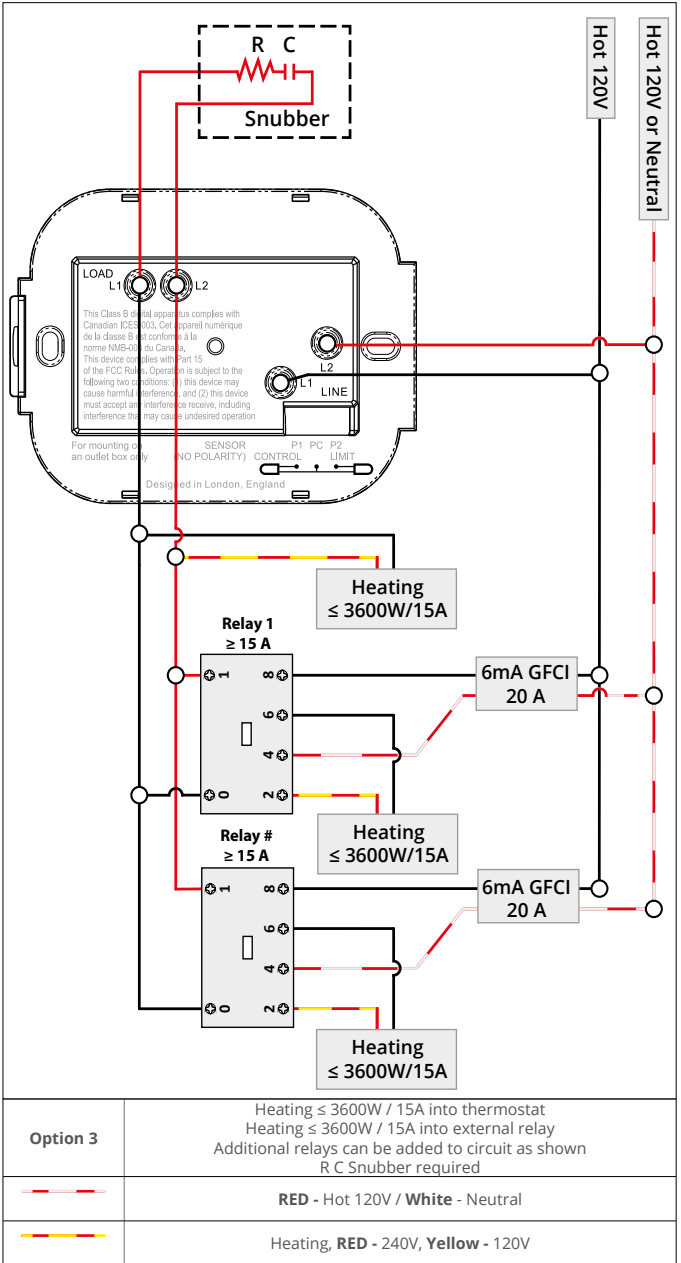 R C
Snubber
Hot 120V
Hot 120V or Neutral
LOAD
L1
L2
This Class B digital apparatus complies with
Canadian ICES-003, Cet appareil numérique
de la classe B est conforme à la
norme NMB-003 du Canada,
This device complies with Part 15
of the FCC Rules. Operation is subject to the
following two conditions: (1) this device may
cause harmful interference, and (2) this device
must accept any interference receive, including
interference that may cause undesired operation
L2
L1
LINE
For mounting on
an outlet box only
SENSOR
(NO POLARITY)
P1 PC P2
CONTROL LIMIT
Designed in London, England
Heating
≤ 3600W/15A
Relay 1
≥ 15 A
1 8
6
4
0 2
6mA GFCI
20 A
Heating
≤ 3600W/15A
Relay #
≥ 15 A
1 8
6
4
0 2
6mA GFCI
20 A
Heating
≤ 3600W/15A
Option 3
Heating ≤ 3600W / 15A into thermostat
Heating ≤ 3600W / 15A into external relay
Additional relays can be added to circuit as shown
R C Snubber required
RED - Hot 120V / White - Neutral
Heating, RED - 240V, Yellow - 120V